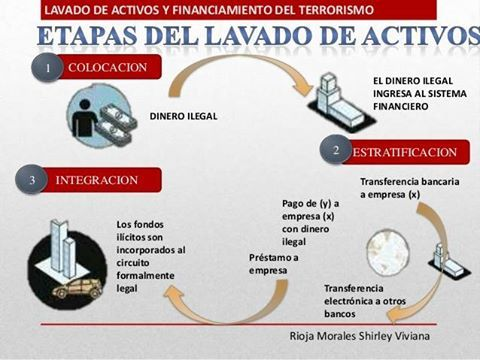 LAVADO DE ACTIVOS Y FINANCIAMIENTO DEL TERRORISMO
ETAPAS DEL LAVADO DE ACTIVOS
1 COLOCACION
DINERO ILEGAL
EL DINERO ILEGAL
INGRESA AL SISTEMA
FINANCIERO
2 ESTRATIFICACION
Transferencia bancaria
a empresa (x)
Pago de (y) a
empresa (x)
con dinero
ilegal
Préstamo a
empresa
Transferencia
electrónica a otros
bancos
3 INTEGRACION
Los fondos
ilícitos son
incorporados al
circuito
formalmente
legal
Rioja Morales Shirley Viviana